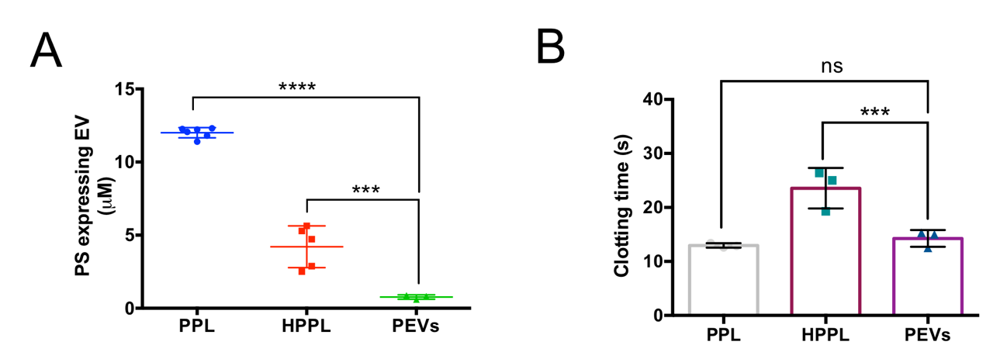 A
PS expressing EV
(μM)
15
10
5
0
****
***
PPL
HPPL
PEVs
B
Clotting time (s)
40
30
20
10
0
ns
***
PPL
HPPL
PEVs